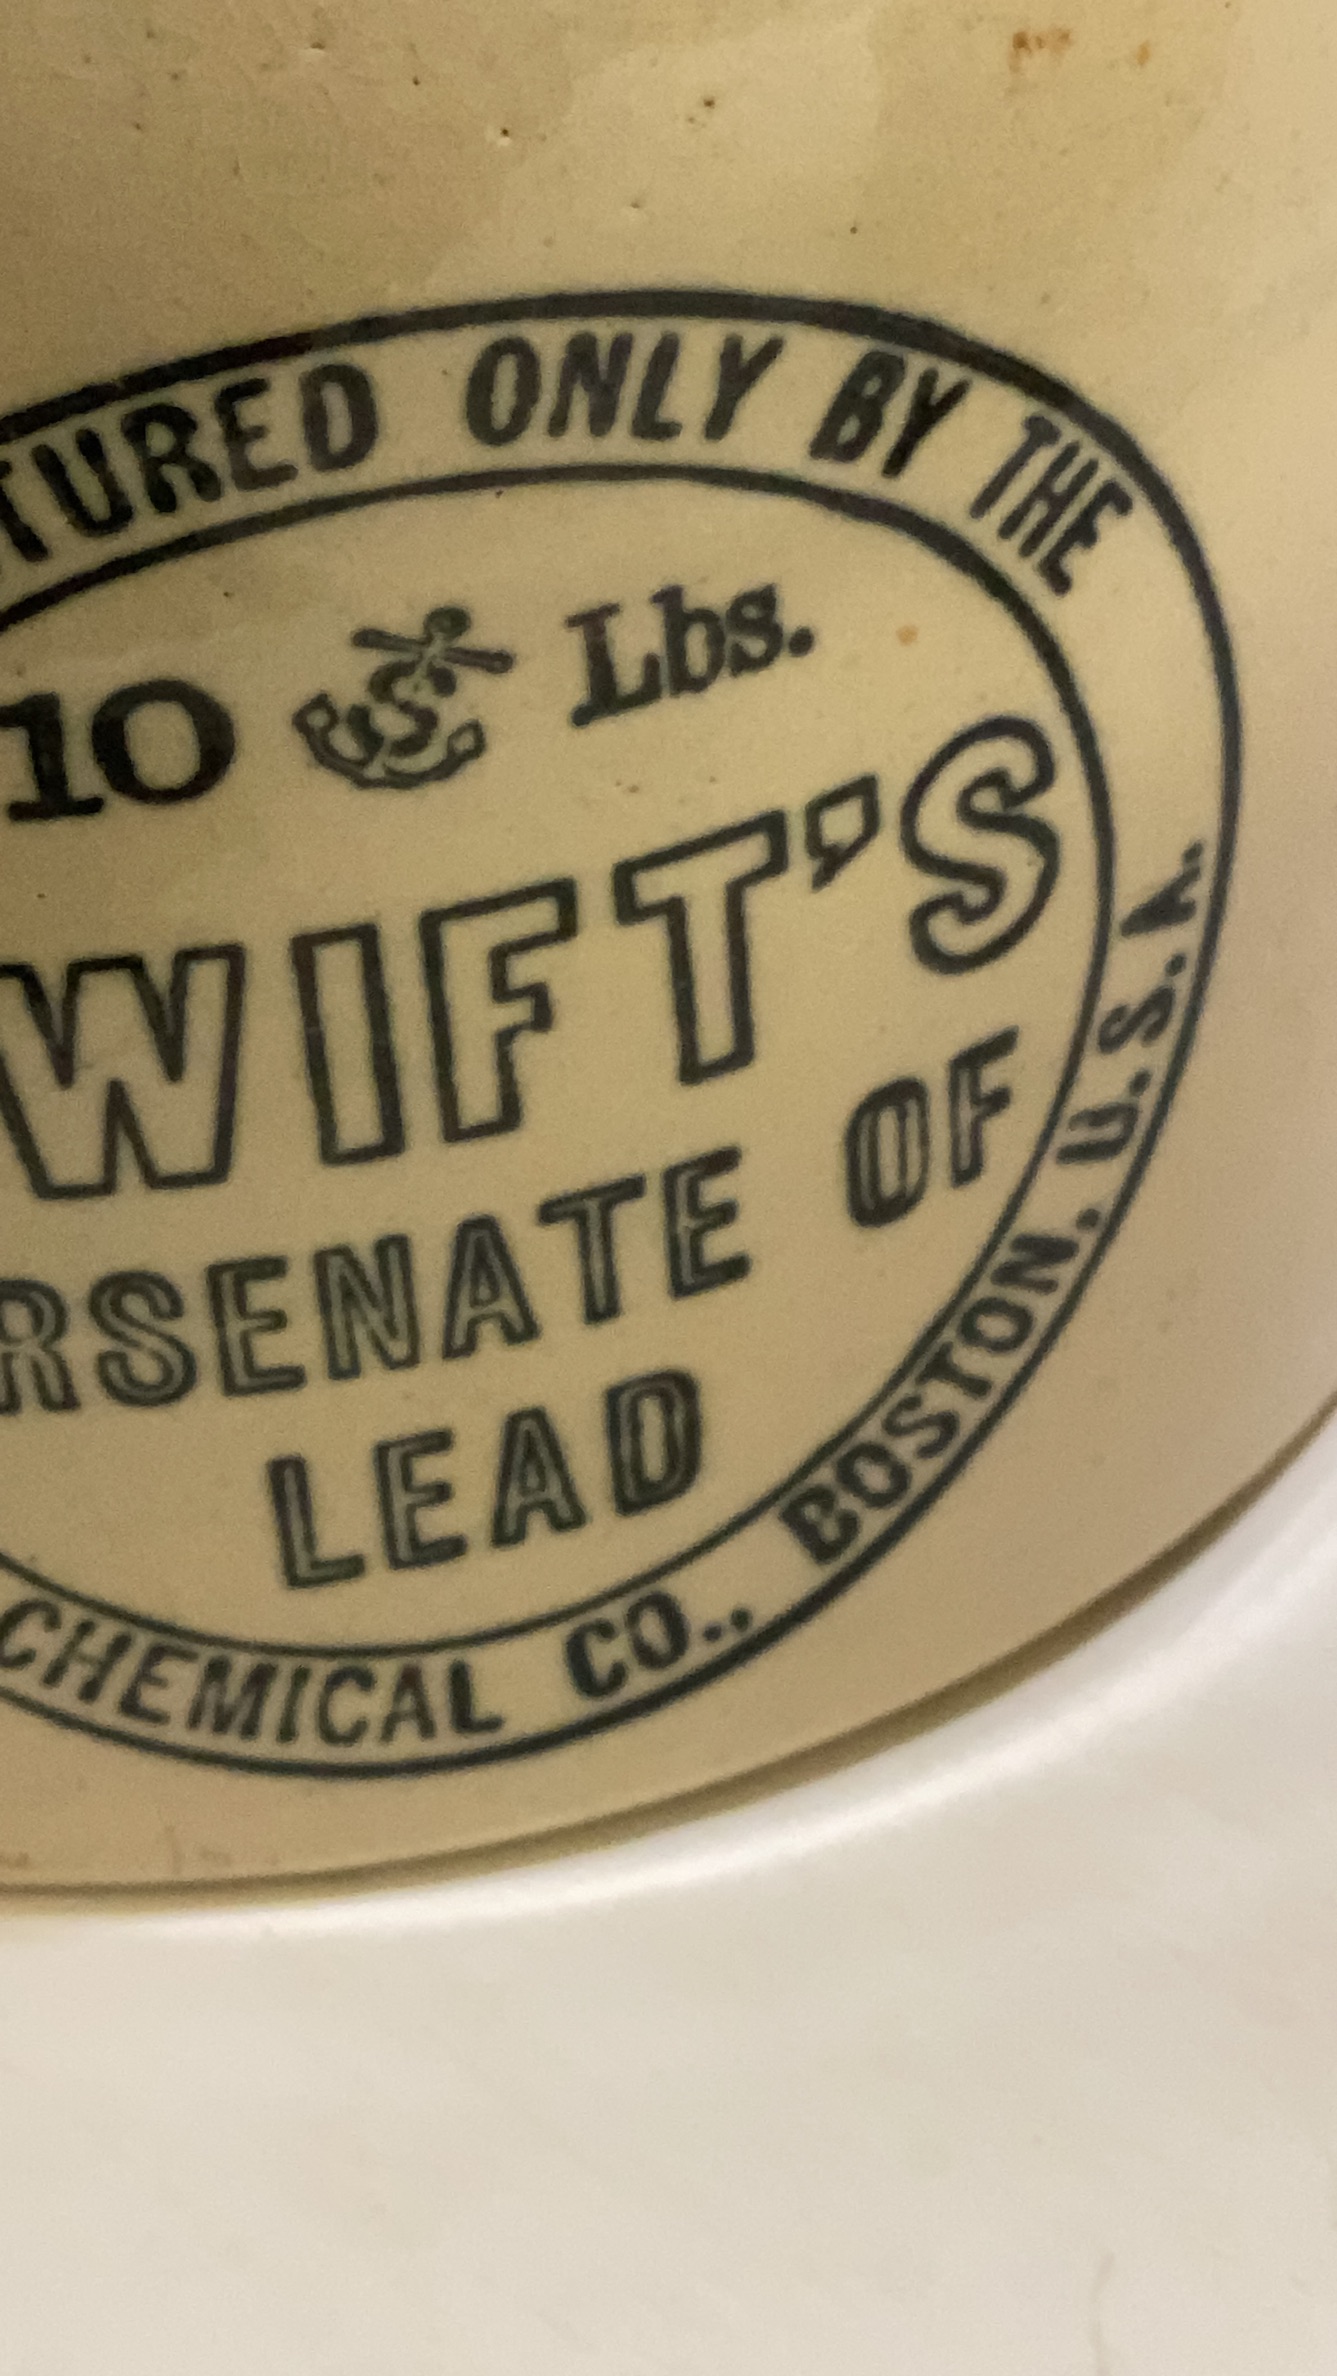 TURED ONLY BY THE
10 Lbs.
WIFT'S
RSENATE OF
LEAD
CHEMICAL CO., BOSTON, U.S.A.